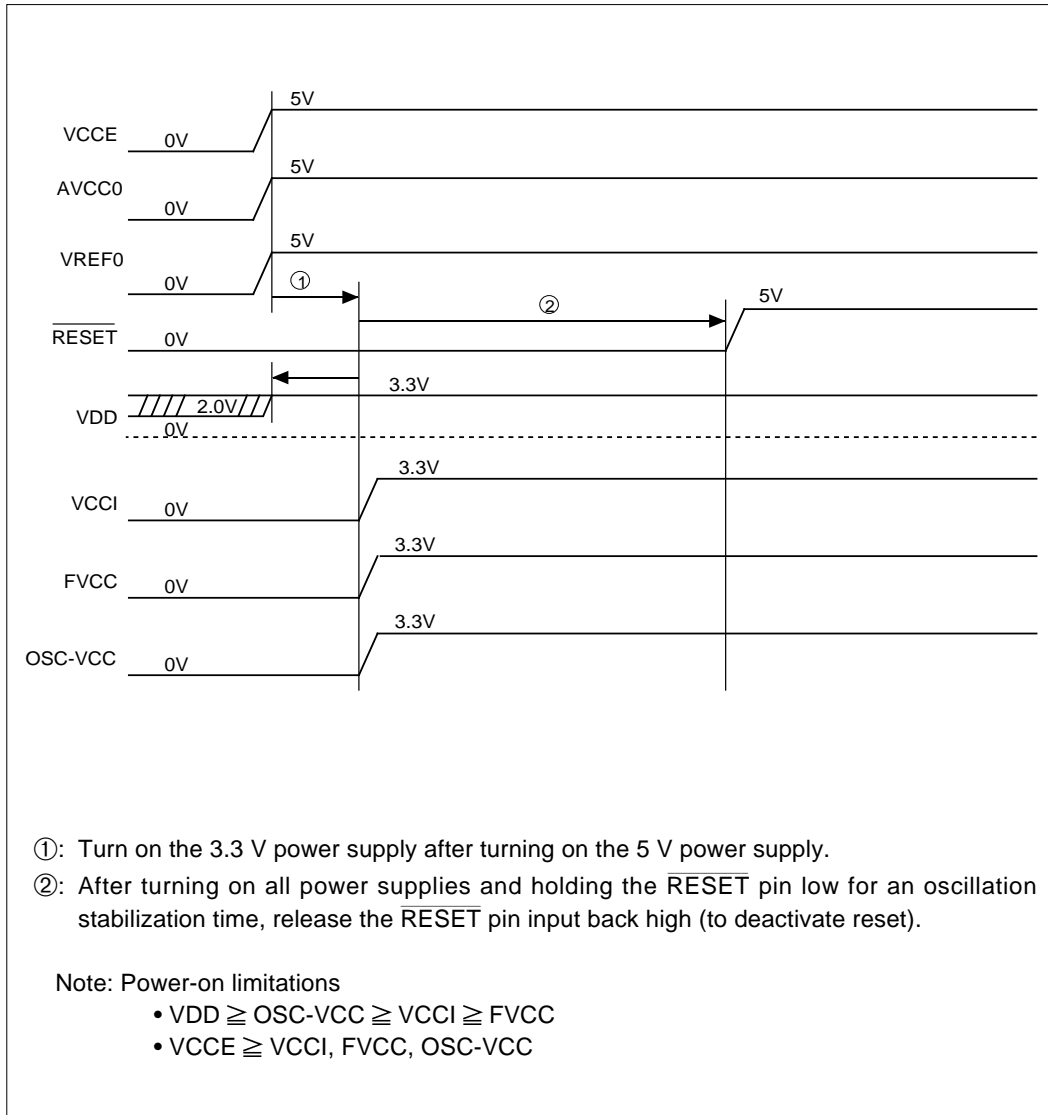 5V
VCCE 0V
5V
AVCC0 0V
5V
VREF0 0V
①
②
5V
RESET 0V
3.3V
VDD 2.0V
0V
3.3V
VCCI 0V
3.3V
FVCC 0V
3.3V
OSC-VCC 0V
①: Turn on the 3.3 V power supply after turning on the 5 V power supply.
②: After turning on all power supplies and holding the RESET pin low for an oscillation
stabilization time, release the RESET pin input back high (to deactivate reset).
Note: Power-on limitations
• VDD ≧ OSC-VCC ≧ VCCI ≧ FVCC
• VCCE ≧ VCCI, FVCC, OSC-VCC